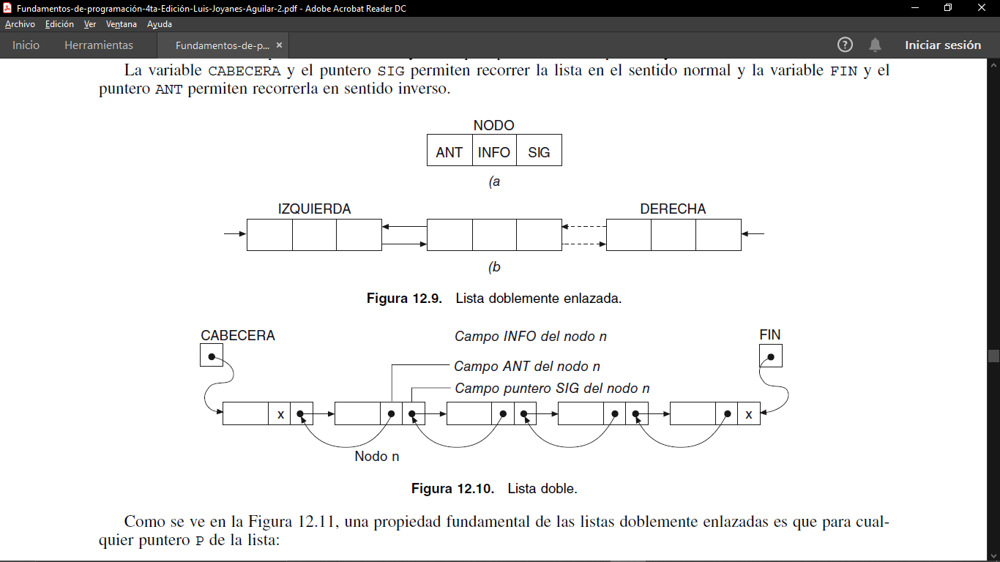 Fundamentos-de-programación-4ta-Edición-Luis-Joyanes-Aguilar-2.pdf - Adobe Acrobat Reader DC
Archivo Edición Ver Ventana Ayuda
Inicio Herramientas Fundamentos-de-p... × ? Iniciar sesión
La variable CABECERA y el puntero SIG permiten recorrer la lista en el sentido normal y la variable FIN y el
puntero ANT permiten recorrerla en sentido inverso.
NODO
ANT INFO SIG
(a
IZQUIERDA DERECHA
(b
Figura 12.9. Lista doblemente enlazada.
CABECERA Campo INFO del nodo n FIN
Campo ANT del nodo n
Campo puntero SIG del nodo n
x x
Nodo n
Figura 12.10. Lista doble.
Como se ve en la Figura 12.11, una propiedad fundamental de las listas doblemente enlazadas es que para cual-
quier puntero P de la lista: